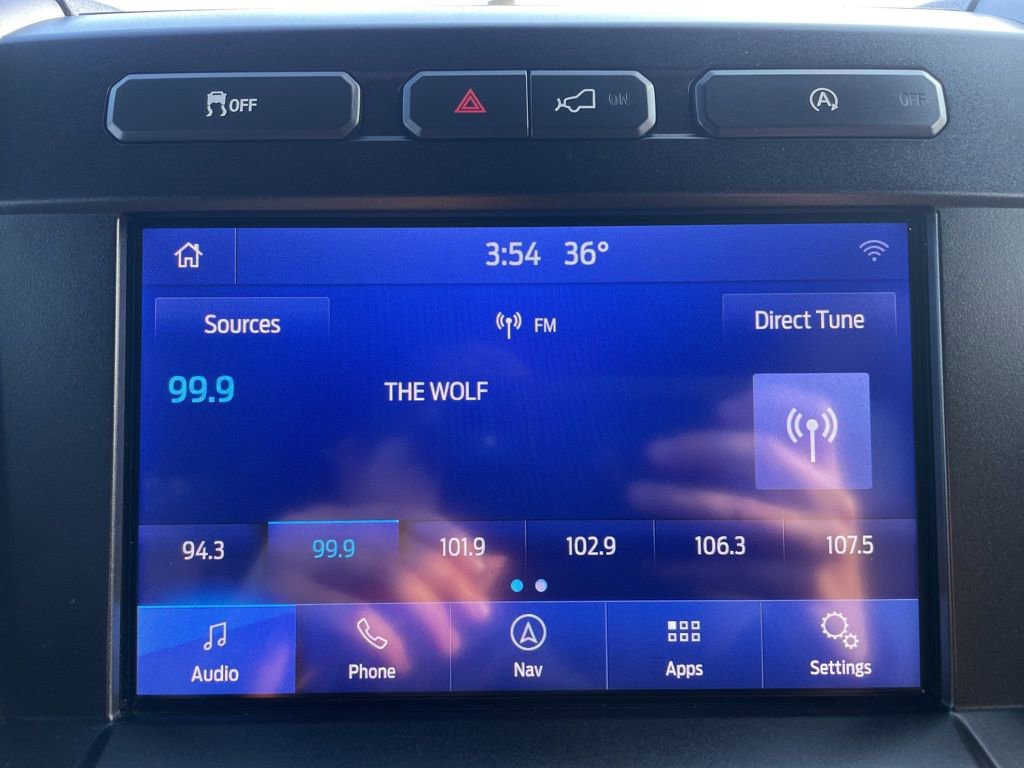 OFF
ON
A OFF
3:54 36°
Sources
FM
Direct Tune
99.9
THE WOLF
94.3 99.9 101.9 102.9 106.3 107.5
Audio Phone Nav Apps Settings